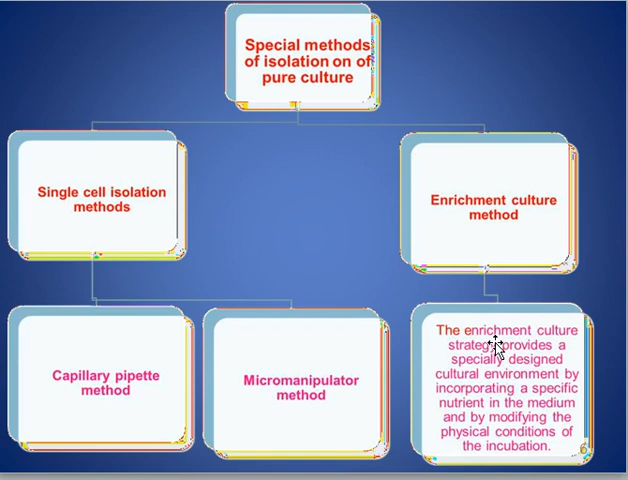 Special methods
of isolation on of
pure culture
Single cell isolation
methods
Enrichment culture
method
Capillary pipette
method
Micromanipulator
method
The enrichment culture
strategy provides a
specially designed
cultural environment by
incorporating a specific
nutrient in the medium
and by modifying the
physical conditions of
the incubation.
6